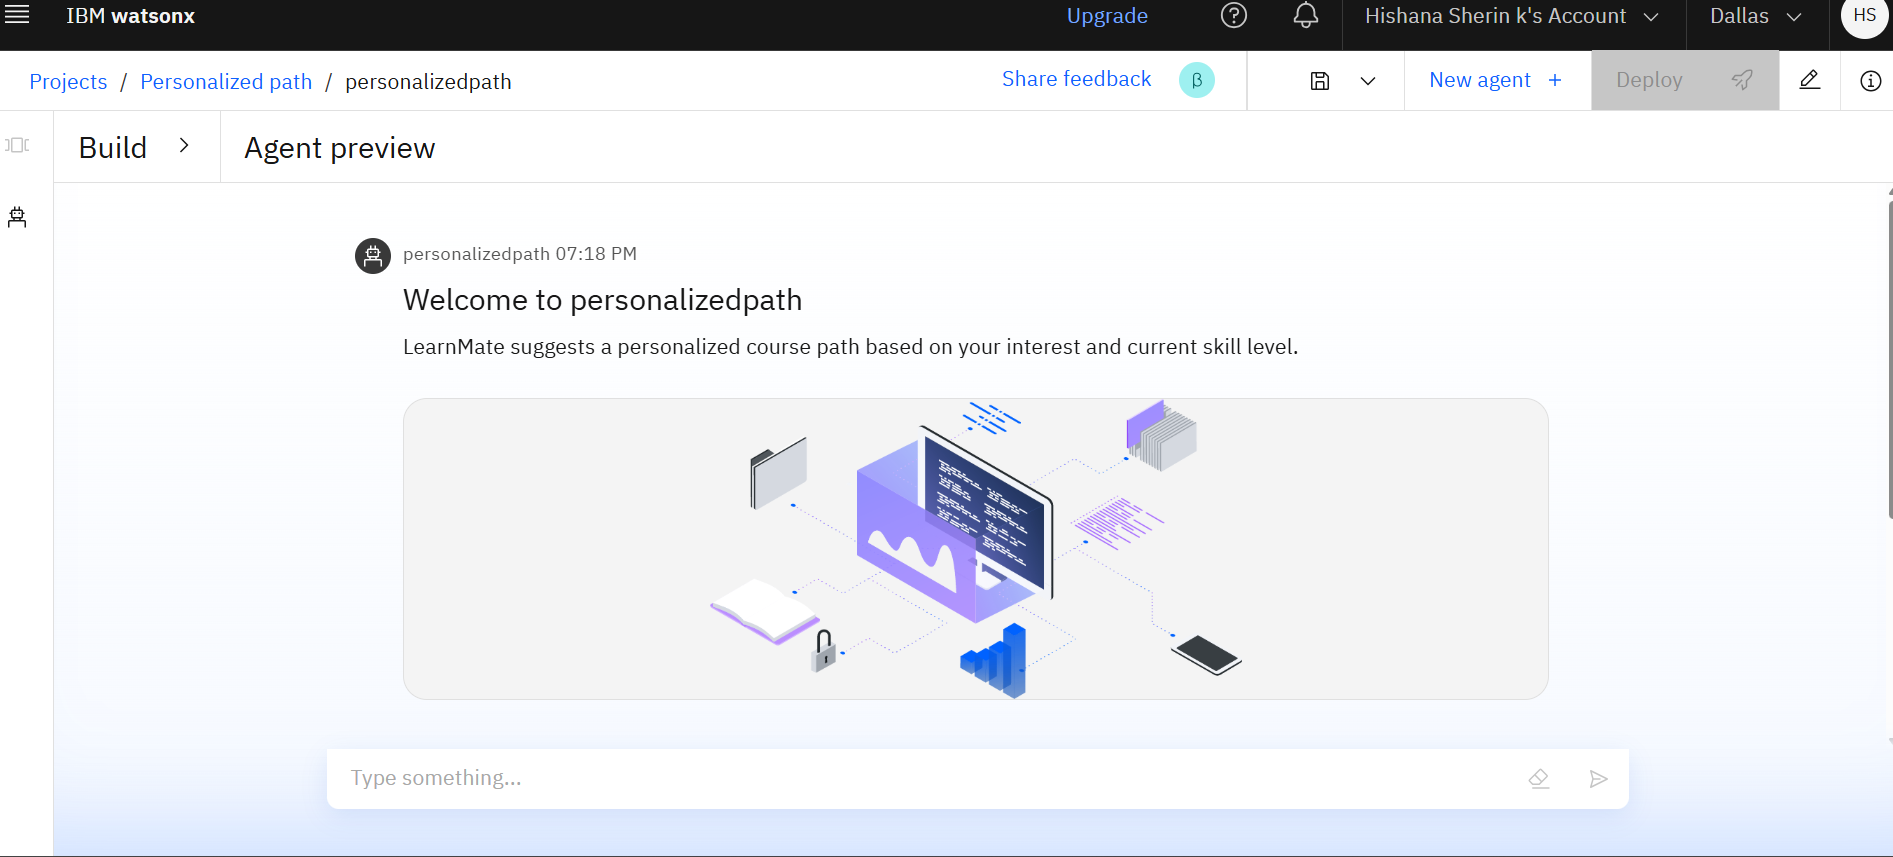 IBM watsonx
Upgrade
Hishana Sherin k's Account
Dallas
HS
Projects / Personalized path / personalizedpath
Share feedback
β
New agent +
Deploy
Build
Agent preview
personalizedpath 07:18 PM
Welcome to personalizedpath
LearnMate suggests a personalized course path based on your interest and current skill level.
Type something...